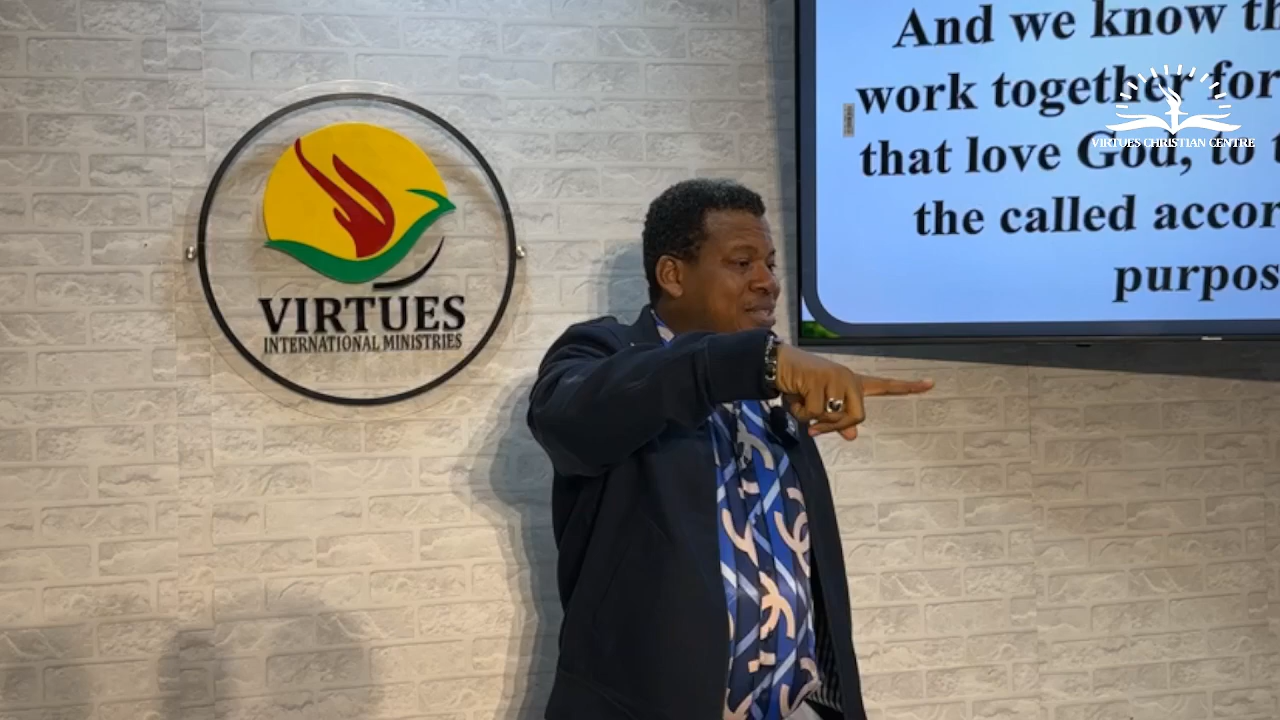 VIRTUES
INTERNATIONAL MINISTRIES
And we know th
work together for
that love God, to t
the called accor
purpos
VIRTUES CHRISTIAN CENTRE